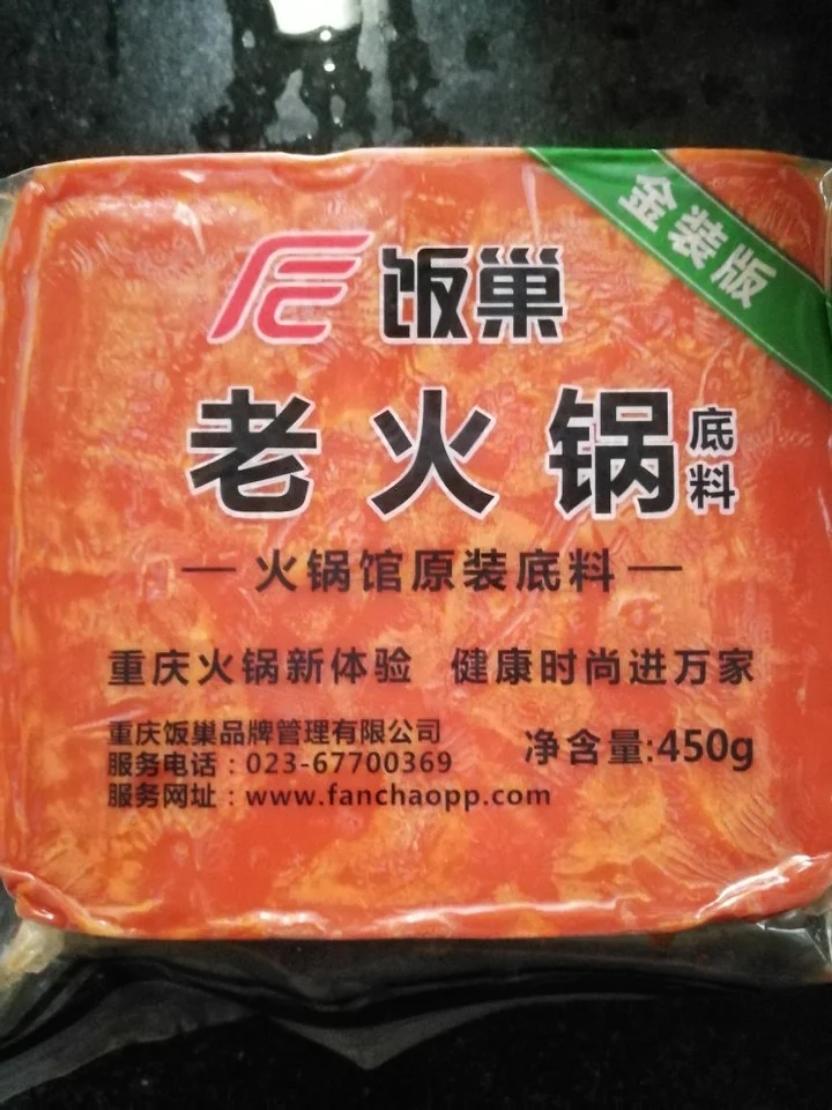 金装版
饭巢
老火锅底料
火锅馆原装底料
重庆火锅新体验 健康时尚进万家
重庆饭巢品牌管理有限公司
服务电话:023-67700369
服务网址:www.fanchaopp.com
净含量:450g